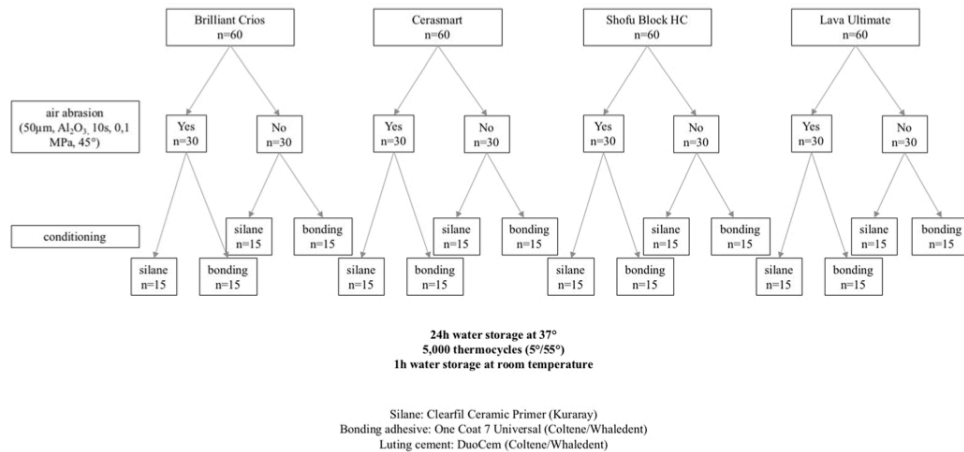 Brilliant Crios
n=60
Cerasmart
n=60
Shofu Block HC
n=60
Lava Ultimate
n=60
air abrasion
(50µm, Al₂O₃, 10s, 0,1
MPa, 45°)
Yes
n=30
No
n=30
Yes
n=30
No
n=30
Yes
n=30
No
n=30
Yes
n=30
No
n=30
conditioning
silane
n=15
bonding
n=15
silane
n=15
bonding
n=15
silane
n=15
bonding
n=15
silane
n=15
bonding
n=15
silane
n=15
bonding
n=15
silane
n=15
bonding
n=15
silane
n=15
bonding
n=15
silane
n=15
bonding
n=15
24h water storage at 37°
5,000 thermocycles (5°/55°)
1h water storage at room temperature
Silane: Clearfil Ceramic Primer (Kuraray)
Bonding adhesive: One Coat 7 Universal (Coltene/Whaledent)
Luting cement: DuoCem (Coltene/Whaledent)